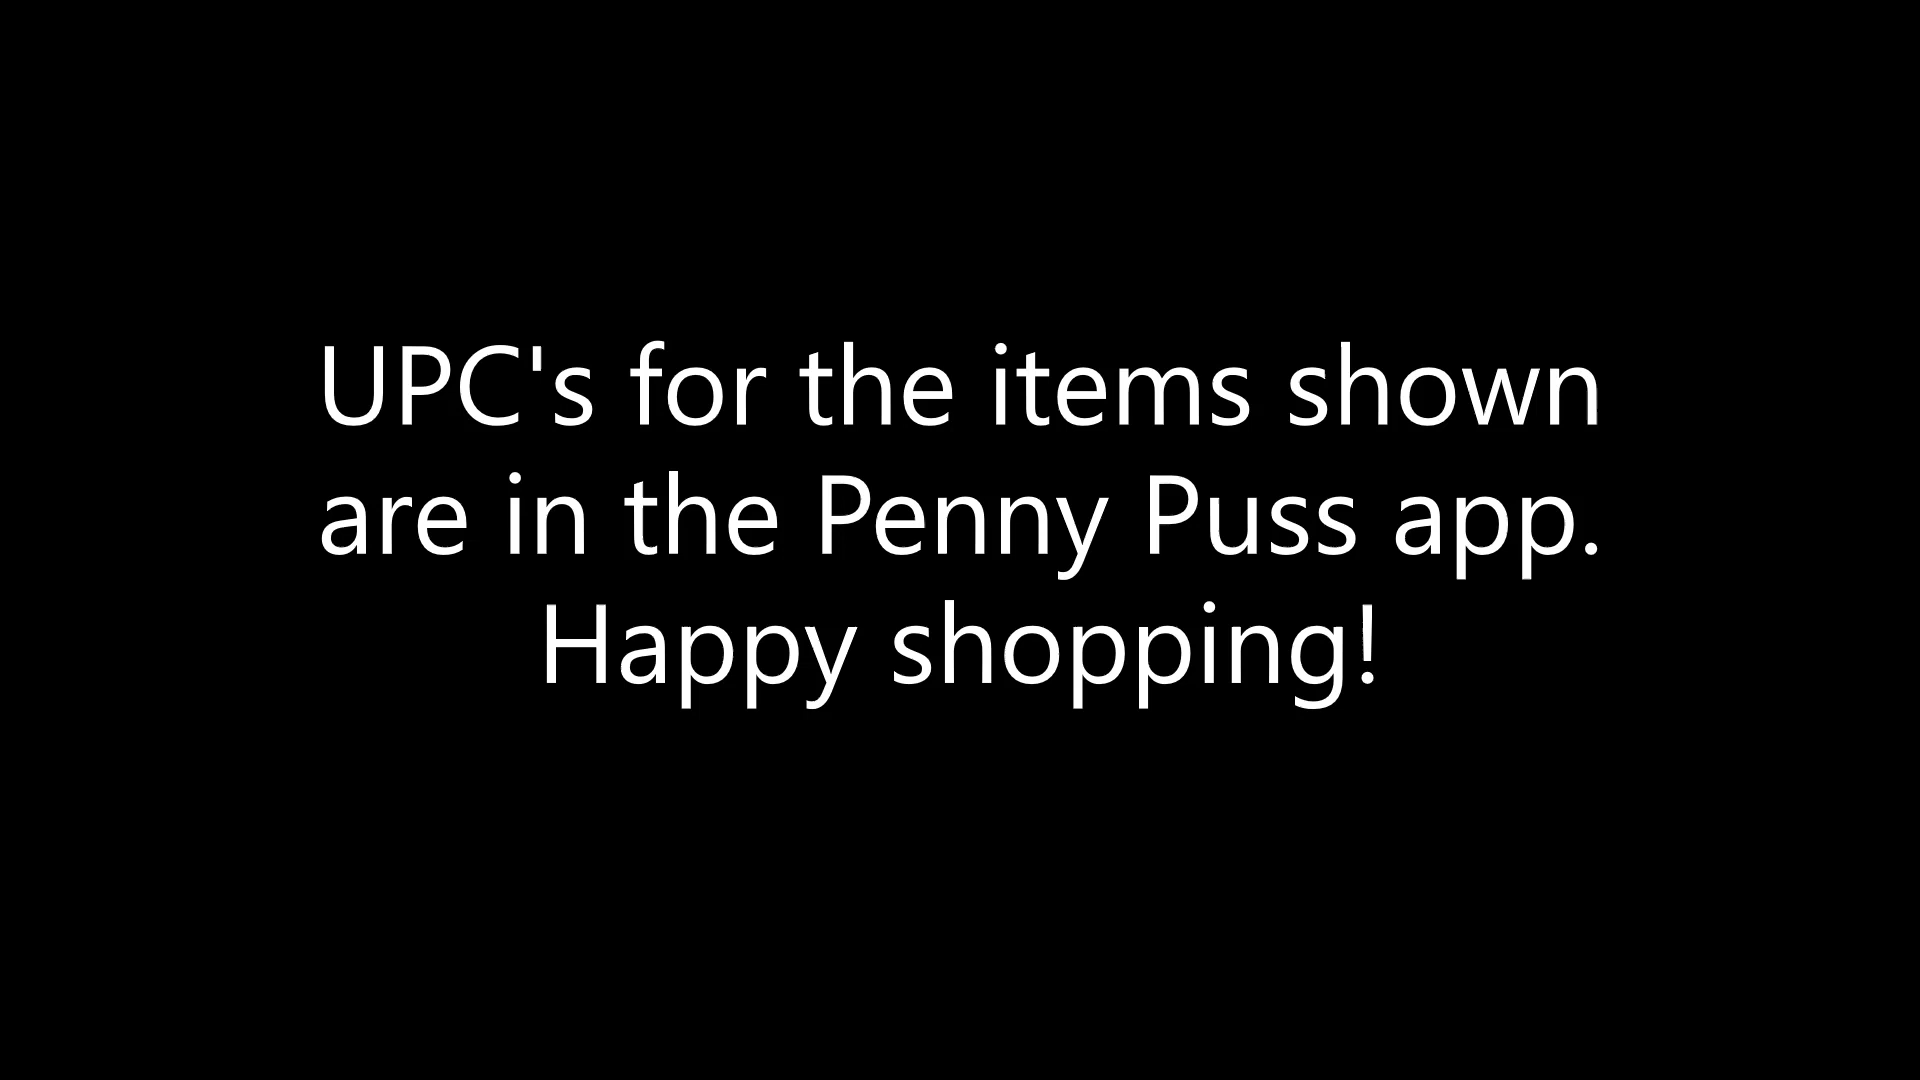 UPC's for the items shown
are in the Penny Puss app.
Happy shopping!